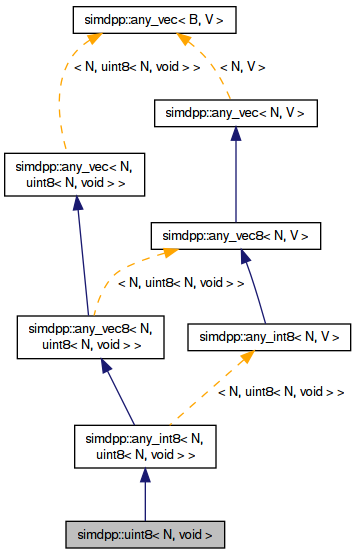 simdpp::any_vec< B, V >
< N, uint8< N, void > >
< N, V >
simdpp::any_vec< N, V >
simdpp::any_vec< N,
uint8< N, void > >
simdpp::any_vec8< N, V >
< N, uint8< N, void > >
simdpp::any_vec8< N,
uint8< N, void > >
simdpp::any_int8< N, V >
< N, uint8< N, void > >
simdpp::any_int8< N,
uint8< N, void > >
simdpp::uint8< N, void >